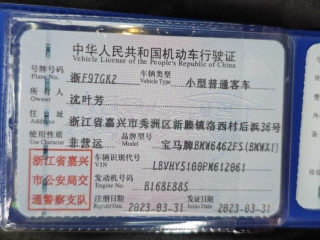 中华人民共和国机动车行驶证
Vehicle License of the People's Republic of China
号牌号码 浙F97GK2 车辆类型 小型普通客车
Plate No. Vehicle Type
所有人 沈叶芳
Owner
住址 浙江省嘉兴市秀洲区新塍镇洛西村后浜36号
Address
使用性质 非营运 品牌型号 宝马牌BMW6462FS(BMWX1)
Use Character Model
浙江省嘉兴 车辆识别代号 LBVHY5100PM612061
VIN
市公安局交 发动机号码 B168E885
Engine No.
通警察支队 注册日期 2023-03-31 发证日期 2023-03-31
Register Date Issue Date